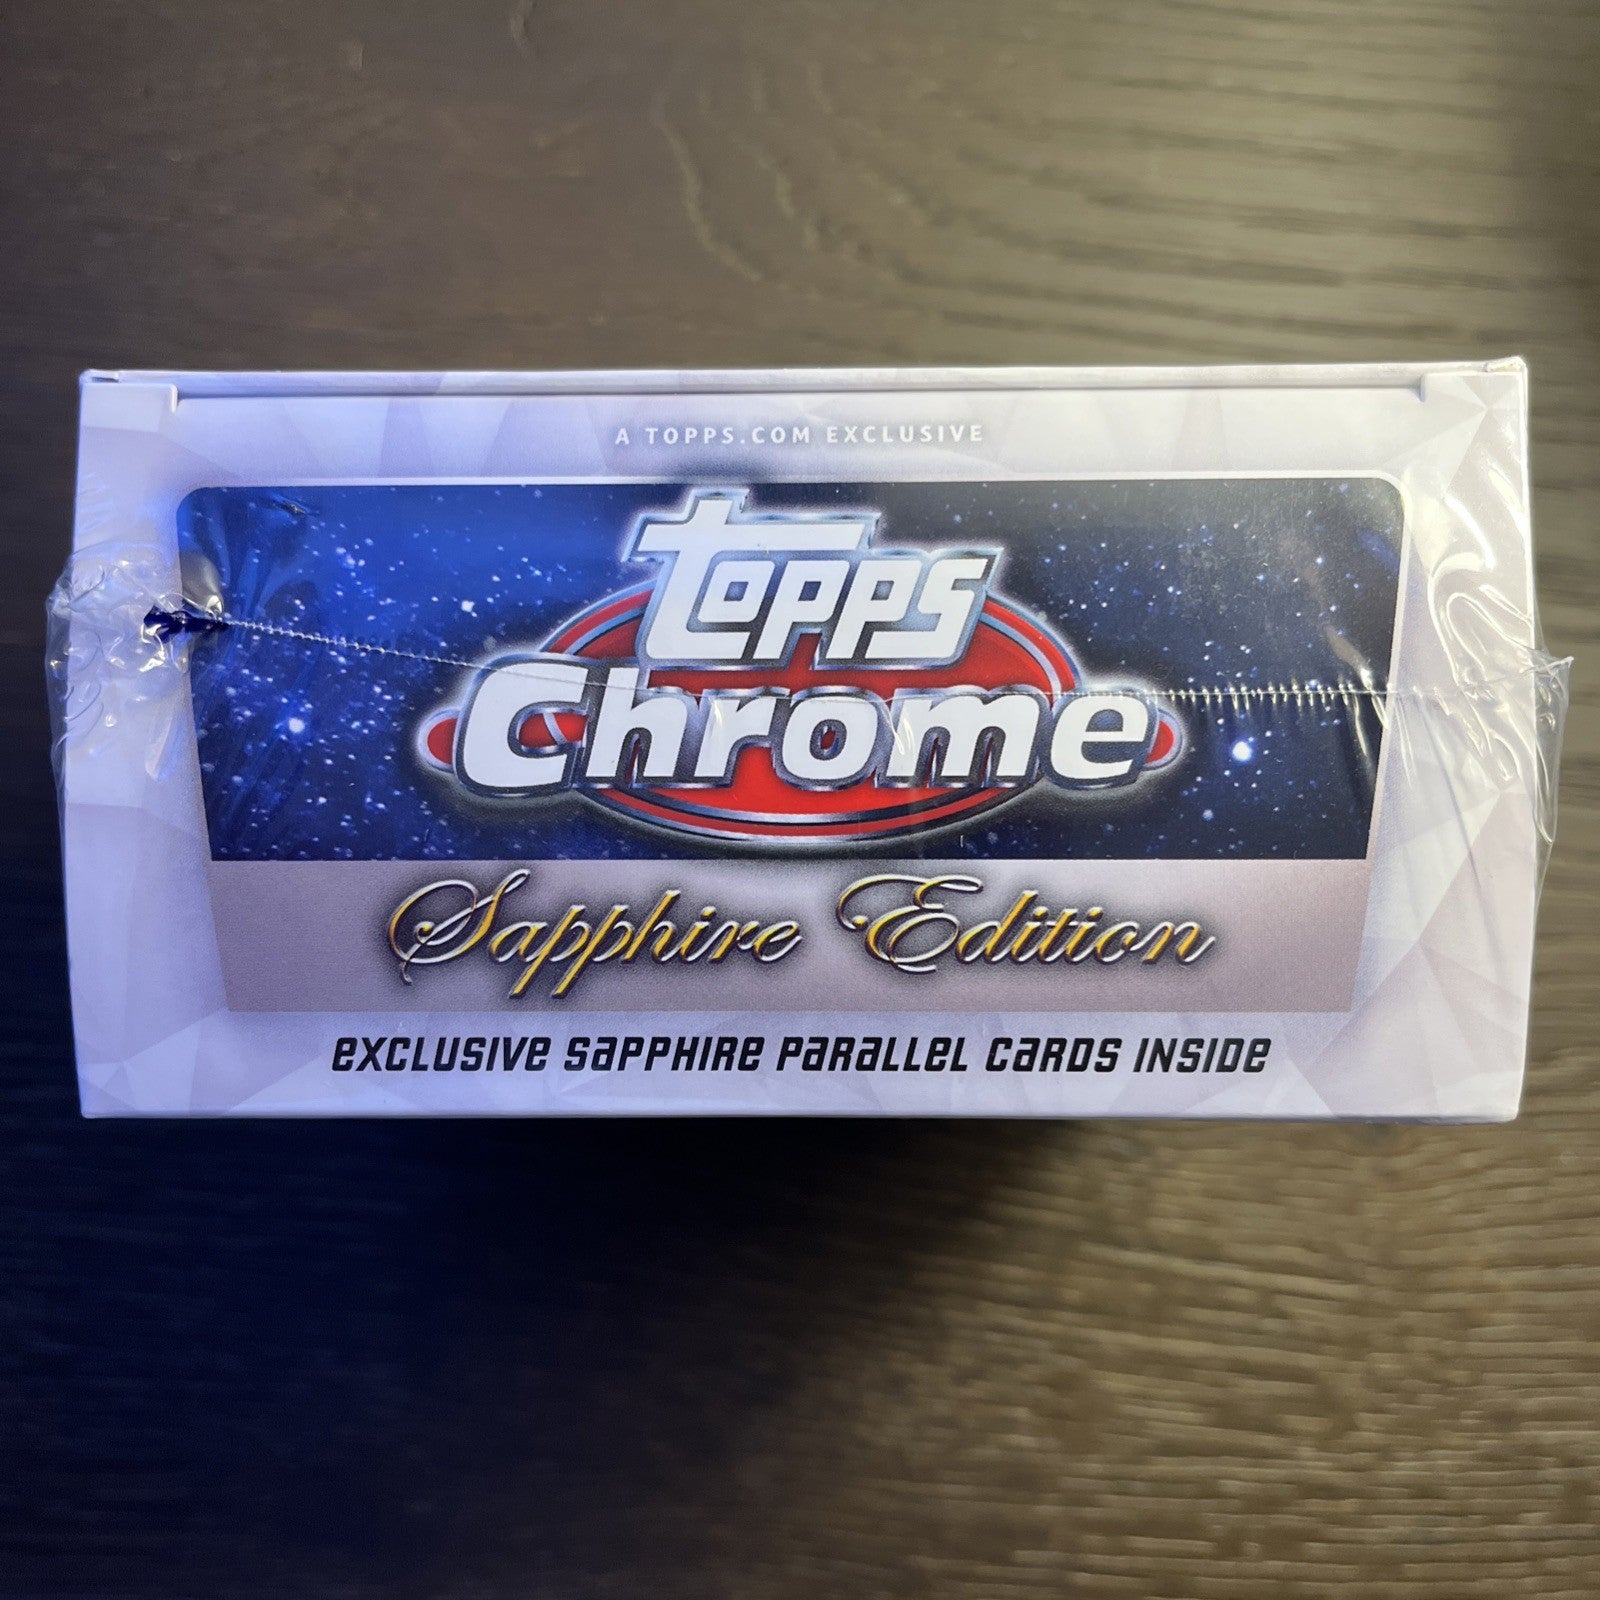 A TOPPS.COM EXCLUSIVE
topps
Chrome
Sapphire Edition
EXCLUSIVE SAPPHIRE PARALLEL CARDS INSIDE